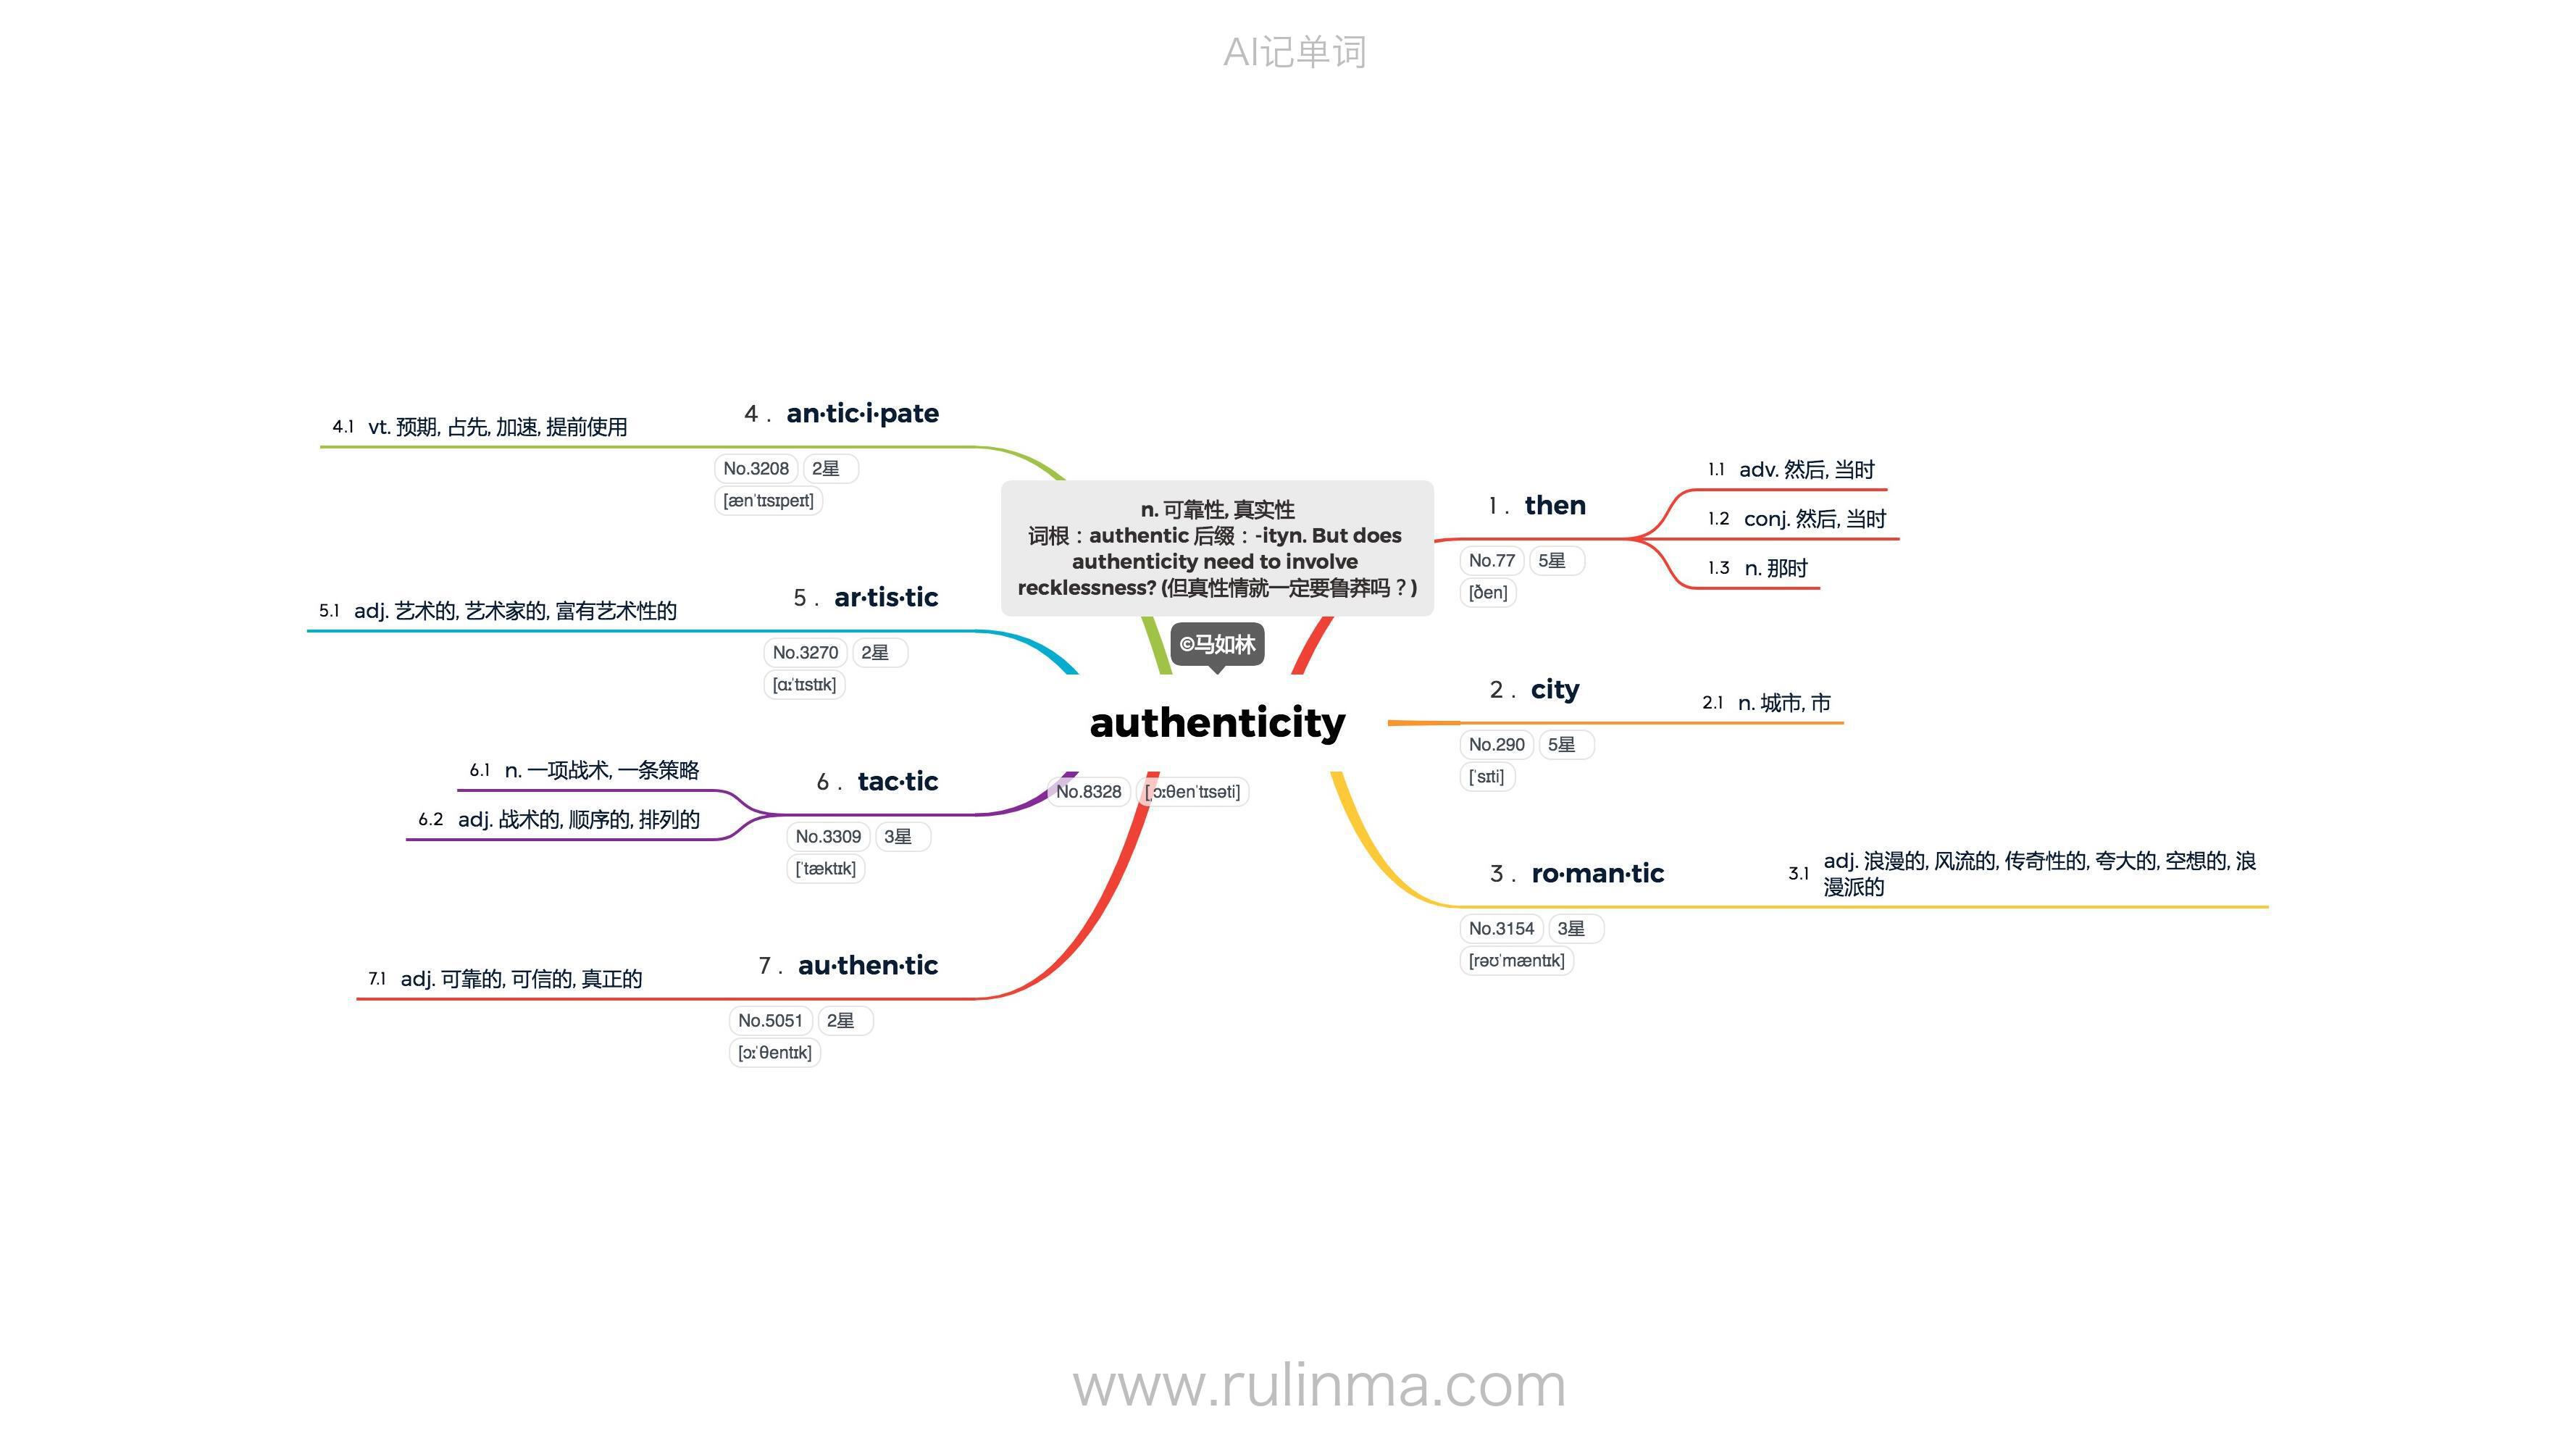 AI记单词
n. 可靠性, 真实性
词根：authentic 后缀：-ityn. But does
authenticity need to involve
recklessness? (但真性情就一定要鲁莽吗？)
©马如林
authenticity
No.8328 [ˌɔːθenˈtɪsəti]
1. then
No.77 5星
[ðen]
1.1 adv. 然后, 当时
1.2 conj. 然后, 当时
1.3 n. 那时
2. city
No.290 5星
[ˈsɪti]
2.1 n. 城市, 市
3. ro·man·tic
No.3154 3星
[rəʊˈmæntɪk]
3.1 adj. 浪漫的, 风流的, 传奇性的, 夸大的, 空想的, 浪
漫派的
4. an·tic·i·pate
No.3208 2星
[ænˈtɪsɪpeɪt]
4.1 vt. 预期, 占先, 加速, 提前使用
5. ar·tis·tic
No.3270 2星
[ɑːˈtɪstɪk]
5.1 adj. 艺术的, 艺术家的, 富有艺术性的
6. tac·tic
No.3309 3星
[ˈtæktɪk]
6.1 n. 一项战术, 一条策略
6.2 adj. 战术的, 顺序的, 排列的
7. au·then·tic
No.5051 2星
[ɔːˈθentɪk]
7.1 adj. 可靠的, 可信的, 真正的
www.rulinma.com